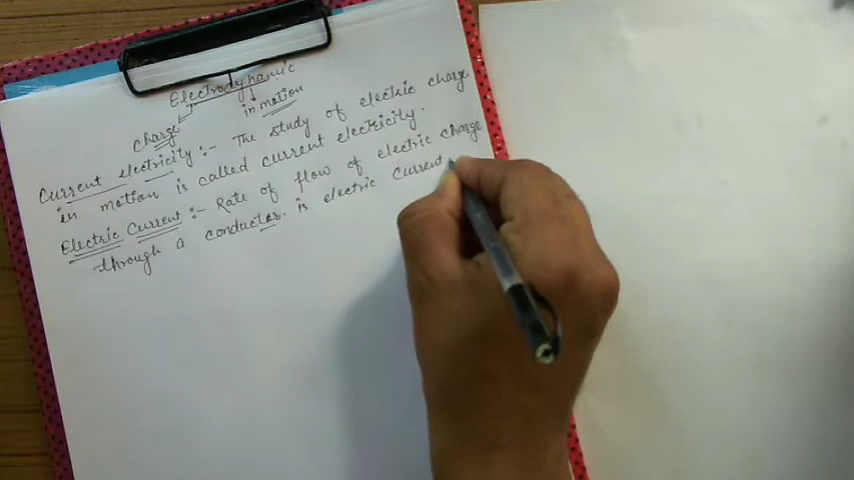 Electrodynamic
Charge in motion
Current electricity :- The study of electric charge
in motion is called current electricity.
Electric Current :- Rate of flow of electric charge
through a conductor is electric current